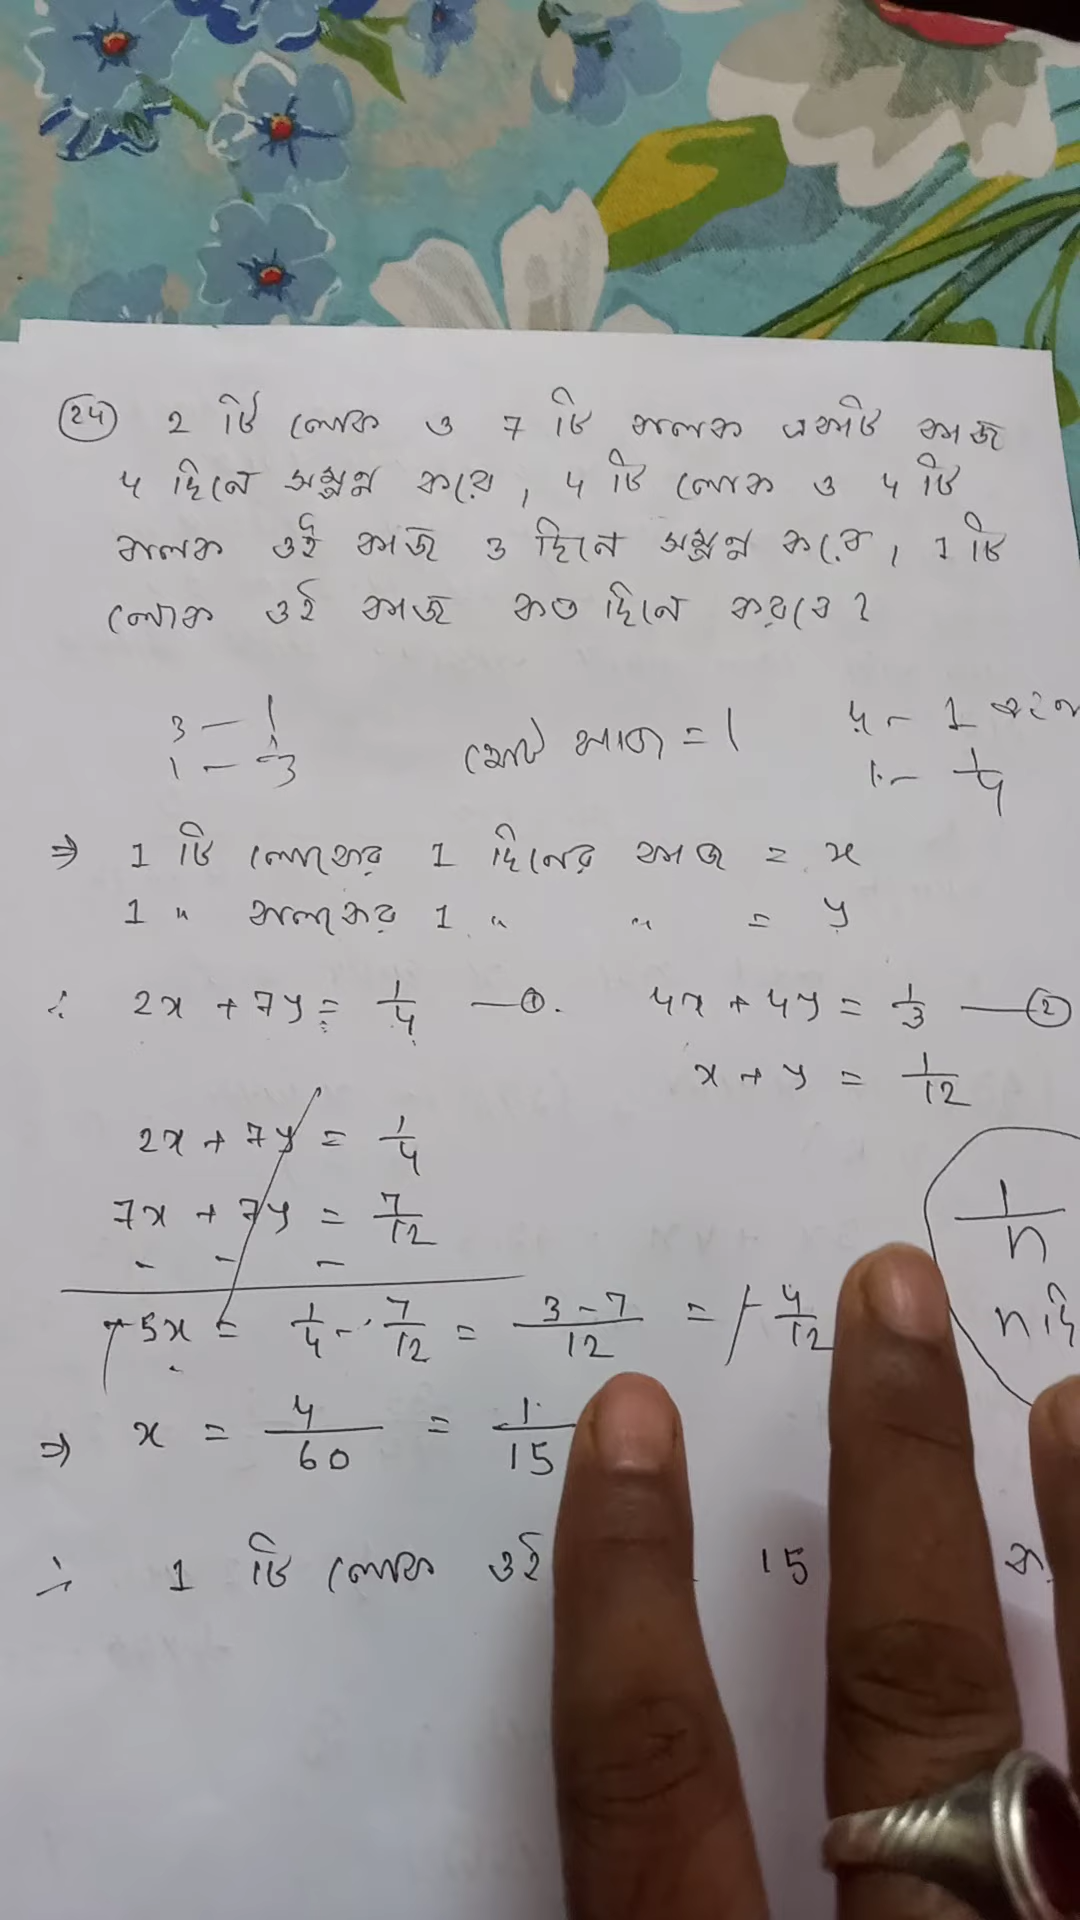 24 2 টি লোক ও 7 টি বালক একটি কাজ
4 দিনে সম্পন্ন করে, 4 টি লোক ও 4 টি
বালক ওই কাজ 3 দিনে সম্পন্ন করে, 1 টি
লোক ওই কাজ কত দিনে করবে?
3 — 1
1 — 1/3
মোট কাজ = 1
4 — 1
1 — 1/4
⇒ 1 টি লোকের 1 দিনের কাজ = x
1 " বালকের 1 " " = y
∴ 2x + 7y = 1/4 — ①. 4x + 4y = 1/3 — ②
x + y = 1/12
2x + 7y = 1/4
7x + 7y = 7/12
- - -
-5x = 1/4 - 7/12 = (3-7)/12 = - 4/12
1/n
n দি
⇒ x = 4/60 = 1/15
∴ 1 টি লোক ওই 15 ক